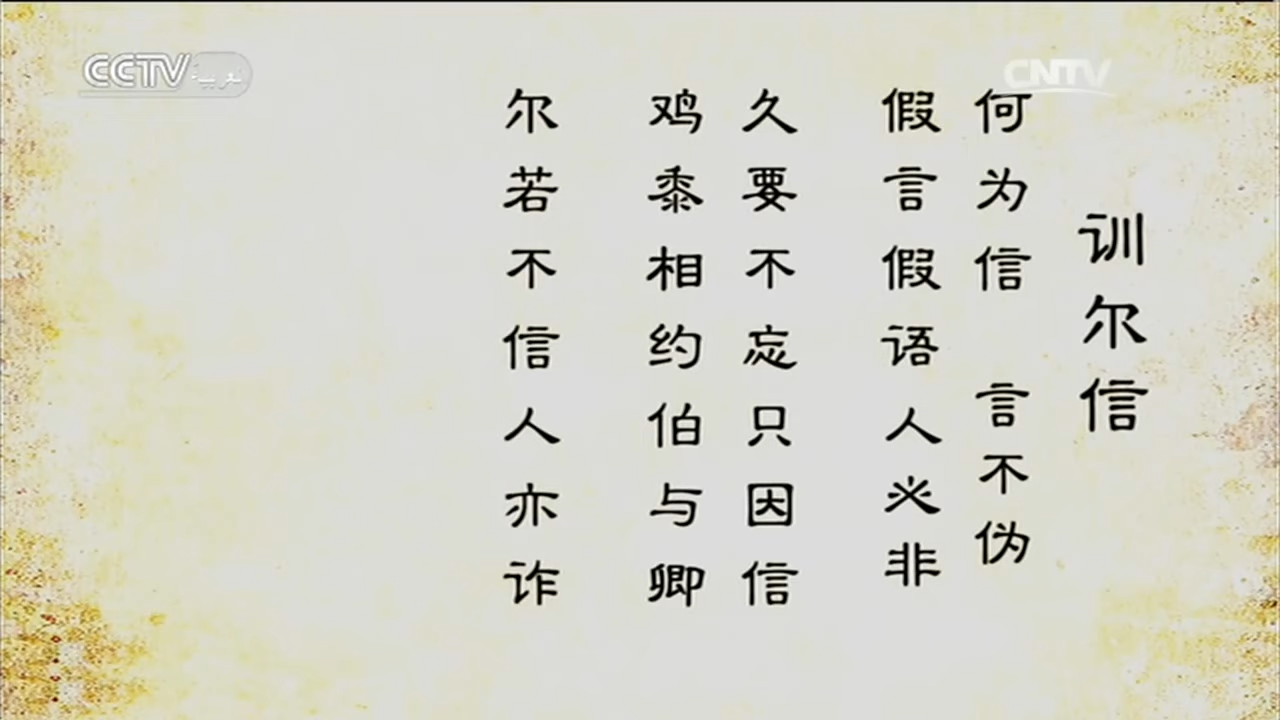 CCTV العربية
CNTV
训尔信
何为信 言不伪
假言假语人必非
久要不忘只因信
鸡黍相约伯与卿
尔若不信人亦诈